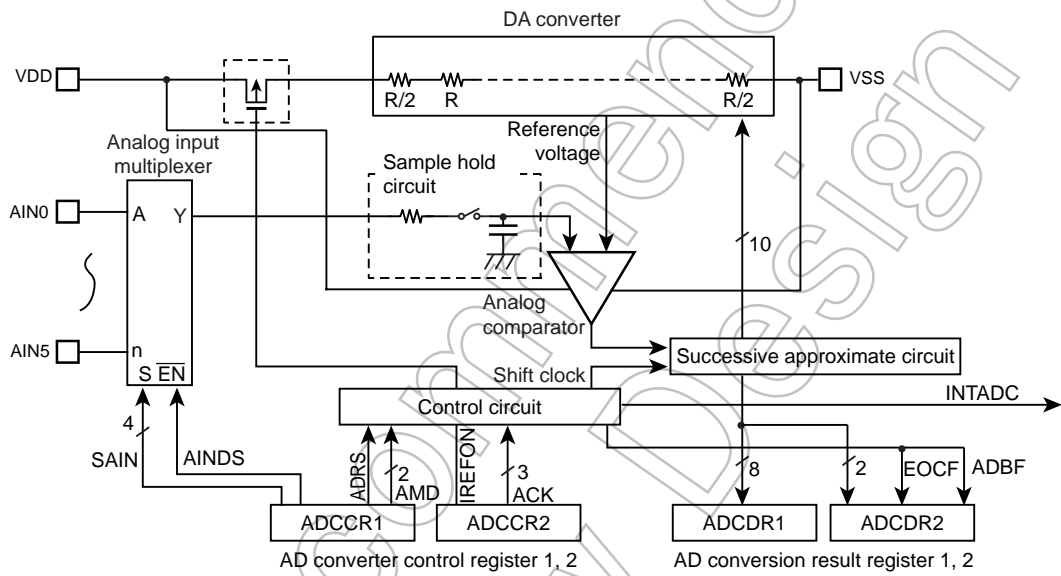 DA converter
VDD
VSS
R/2
R
R/2
Analog input
multiplexer
Reference
voltage
Sample hold
circuit
AIN0
A
Y
10
Analog
comparator
AIN5
n
S EN
Successive approximate circuit
Shift clock
INTADC
Control circuit
4
SAIN
AINDS
ADRS
2
AMD
IREFON
3
ACK
8
2
EOCF
ADBF
ADCCR1
ADCCR2
ADCDR1
ADCDR2
AD converter control register 1, 2
AD conversion result register 1, 2